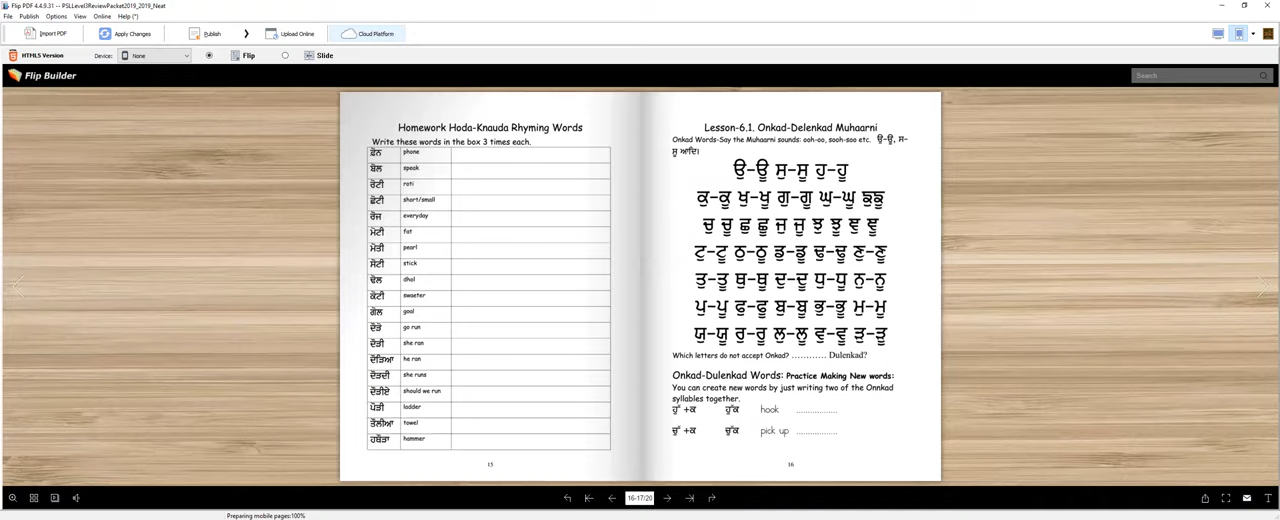 Flip PDF 4.4.9.31 -- PSLLevel3ReviewPacket2019_2019_Neat
File Publish Options View Online Help (*)
Import PDF Apply Changes Publish Upload Online Cloud Platform
HTML5 Version Device: None Flip Slide
Flip Builder Search
Homework Hoda-Knauda Rhyming Words
Write these words in the box 3 times each.
ਫ਼ੋਨ phone
ਬੋਲ speak
ਰੋਟੀ roti
ਛੋਟੀ short/small
ਰੋਜ everyday
ਮੋਟੀ fat
ਮੋਤੀ pearl
ਸੋਟੀ stick
ਢੋਲ dhol
ਕੋਟੀ swaeter
ਗੋਲ goal
ਦੌੜੋ go run
ਦੌੜੀ she ran
ਦੌੜਿਆ he ran
ਦੌੜਦੀ she runs
ਦੌੜੀਏ should we run
ਪੌੜੀ ladder
ਤੌਲੀਆ towel
ਹਥੌੜਾ hammer
15
Lesson-6.1. Onkad-Delenkad Muhaarni
Onkad Words-Say the Muhaarni sounds: ooh-oo, sooh-soo etc. ਉ-ਊ, ਸੁ-
ਸੂ ਆਦਿ।
ਉ-ਊ ਸੁ-ਸੂ ਹੁ-ਹੂ
ਕੁ-ਕੂ ਖੁ-ਖੂ ਗੁ-ਗੂ ਘੁ-ਘੂ ਙੁਙੂ
ਚੁ ਚੂ ਛੁ ਛੂ ਜੁ ਜੂ ਝੁ ਝੂ ਞੁ ਞੂ
ਟੁ-ਟੂ ਠੁ-ਠੂ ਡੁ-ਡੂ ਢੁ-ਢੂ ਣੁ-ਣੂ
ਤੁ-ਤੂ ਥੁ-ਥੂ ਦੁ-ਦੂ ਧੁ-ਧੂ ਨੁ-ਨੂ
ਪੁ-ਪੂ ਫੁ-ਫੂ ਬੁ-ਬੂ ਭੁ-ਭੂ ਮੁ-ਮੂ
ਯੁ-ਯੂ ਰੁ-ਰੂ ਲੁ-ਲੂ ਵੁ-ਵੂ ੜੁ-ੜੂ
Which letters do not accept Onkad? ............ Dulenkad?
Onkad-Dulenkad Words: Practice Making New words:
You can create new words by just writing two of the Onnkad
syllables together.
ਹੁੱ +ਕ ਹੁੱਕ hook ..................
ਚੁੱ +ਕ ਚੁੱਕ pick up ..................
16
16-17/20
Preparing mobile pages:100%